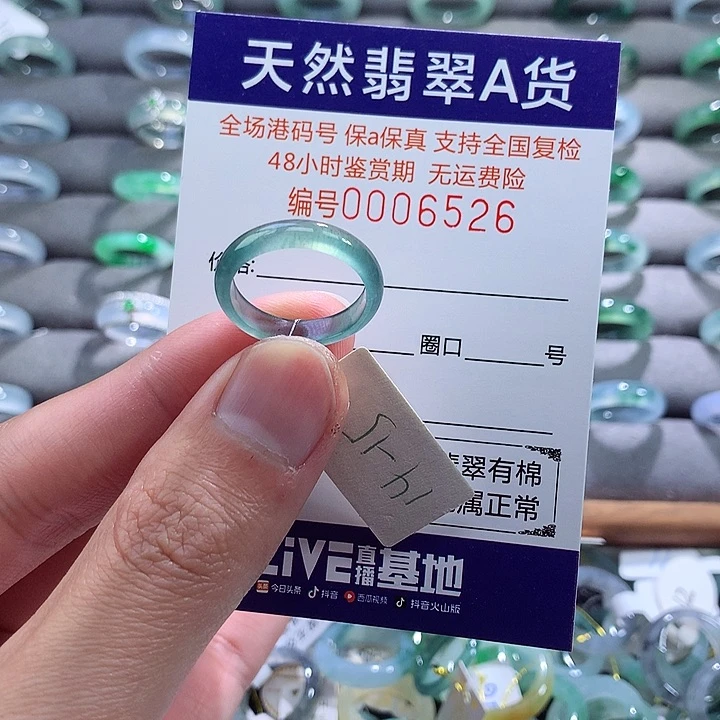 天然翡翠A货
全场港码号 保a保真 支持全国复检
48小时鉴赏期 无运费险
编号0006526
圈口 号
翠有棉
属正常
LiVE直播基地
今日头条 抖音 西瓜视频 抖音火山版